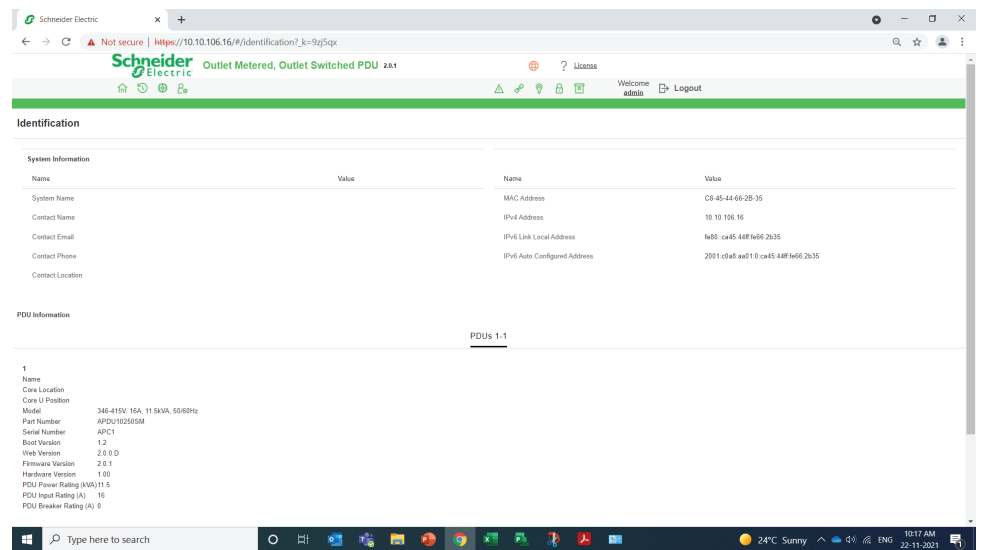 Schneider Electric
Not secure | https://10.10.106.16/#/identification?_k=9zj5qx
Schneider Electric Outlet Metered, Outlet Switched PDU 2.0.1 ? License
Welcome admin Logout
Identification
System Information
Name Value Name Value
System Name MAC Address C8-45-44-66-2B-35
Contact Name IPv4 Address 10.10.106.16
Contact Email IPv6 Link Local Address fe80::ca45:44ff:fe66:2b35
Contact Phone IPv6 Auto Configured Address 2001:c0a8:aa01:0:ca45:44ff:fe66:2b35
Contact Location
PDU Information
PDUs 1-1
1
Name
Core Location
Core U Position
Model 346-415V, 16A, 11.5kVA, 50/60Hz
Part Number APDU10250SM
Serial Number APC1
Boot Version 1.2
Web Version 2.0.0.D
Firmware Version 2.0.1
Hardware Version 1.00
PDU Power Rating (kVA) 11.5
PDU Input Rating (A) 16
PDU Breaker Rating (A) 0
Type here to search 24°C Sunny ENG 10:17 AM
22-11-2021